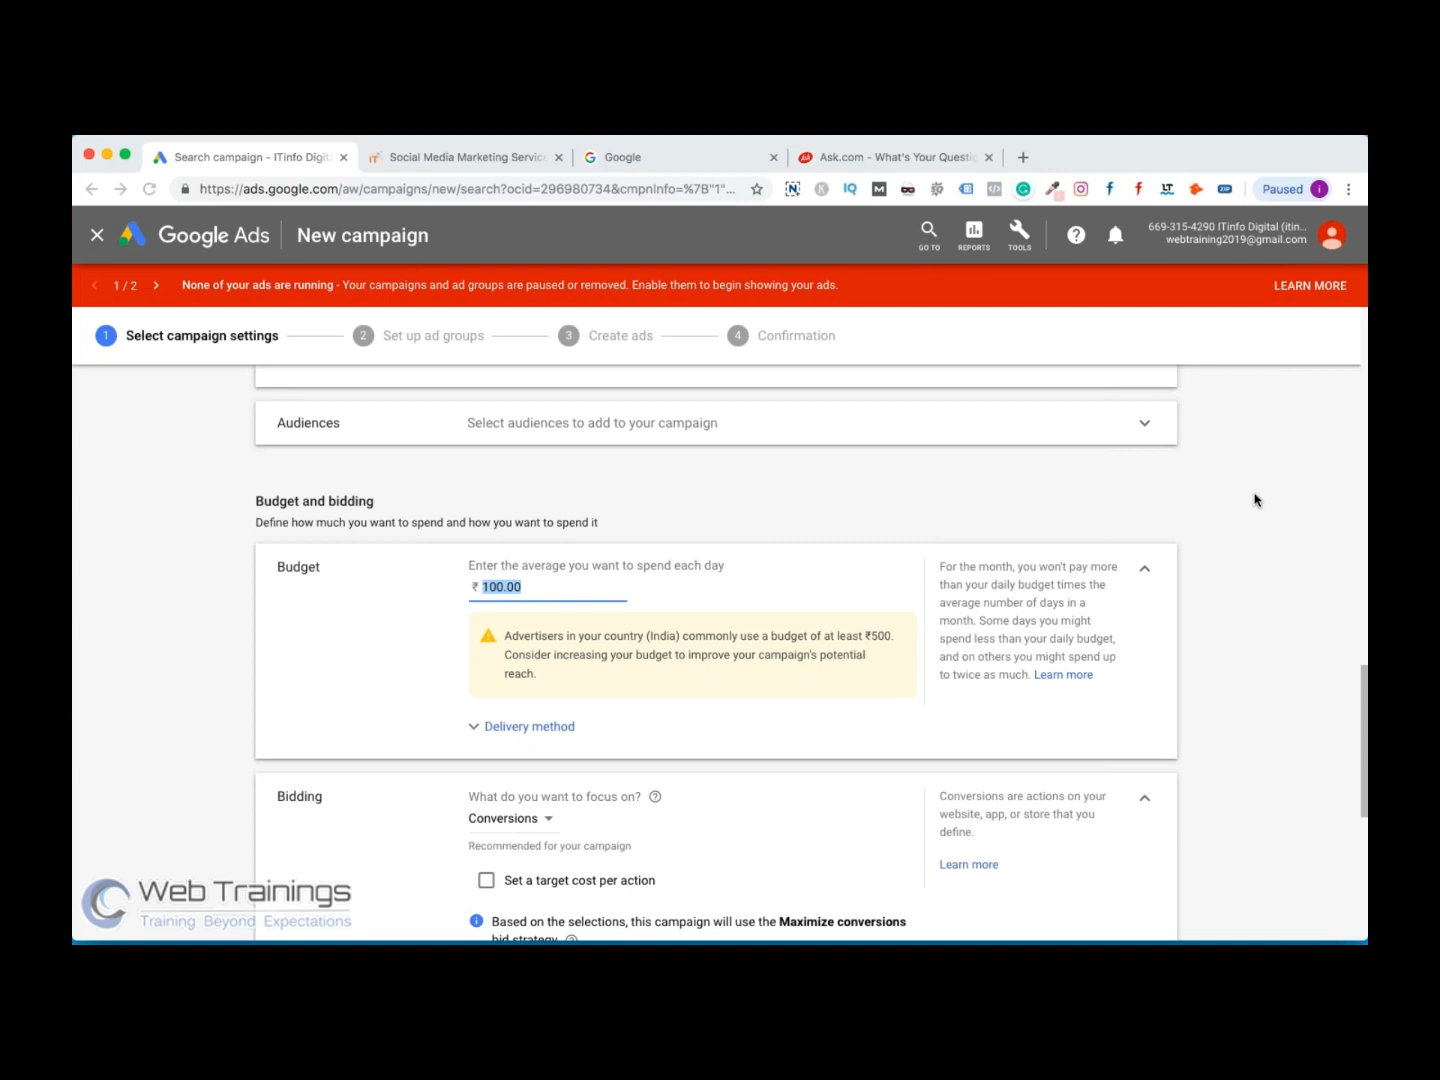 Search campaign - ITinfo Digit
Social Media Marketing Service
Google
Ask.com - What's Your Questic
https://ads.google.com/aw/campaigns/new/search?ocid=296980734&cmpnInfo=%7B"1"...
Paused i
Google Ads New campaign
GO TO REPORTS TOOLS
669-315-4290 ITinfo Digital (itin...
webtraining2019@gmail.com
1 / 2 None of your ads are running - Your campaigns and ad groups are paused or removed. Enable them to begin showing your ads. LEARN MORE
1 Select campaign settings 2 Set up ad groups 3 Create ads 4 Confirmation
Audiences Select audiences to add to your campaign
Budget and bidding
Define how much you want to spend and how you want to spend it
Budget
Enter the average you want to spend each day
₹ 100.00
Advertisers in your country (India) commonly use a budget of at least ₹500.
Consider increasing your budget to improve your campaign's potential
reach.
Delivery method
For the month, you won't pay more
than your daily budget times the
average number of days in a
month. Some days you might
spend less than your daily budget,
and on others you might spend up
to twice as much. Learn more
Bidding
What do you want to focus on?
Conversions
Recommended for your campaign
Set a target cost per action
Based on the selections, this campaign will use the Maximize conversions
bid strategy
Conversions are actions on your
website, app, or store that you
define.
Learn more
Web Trainings
Training Beyond Expectations